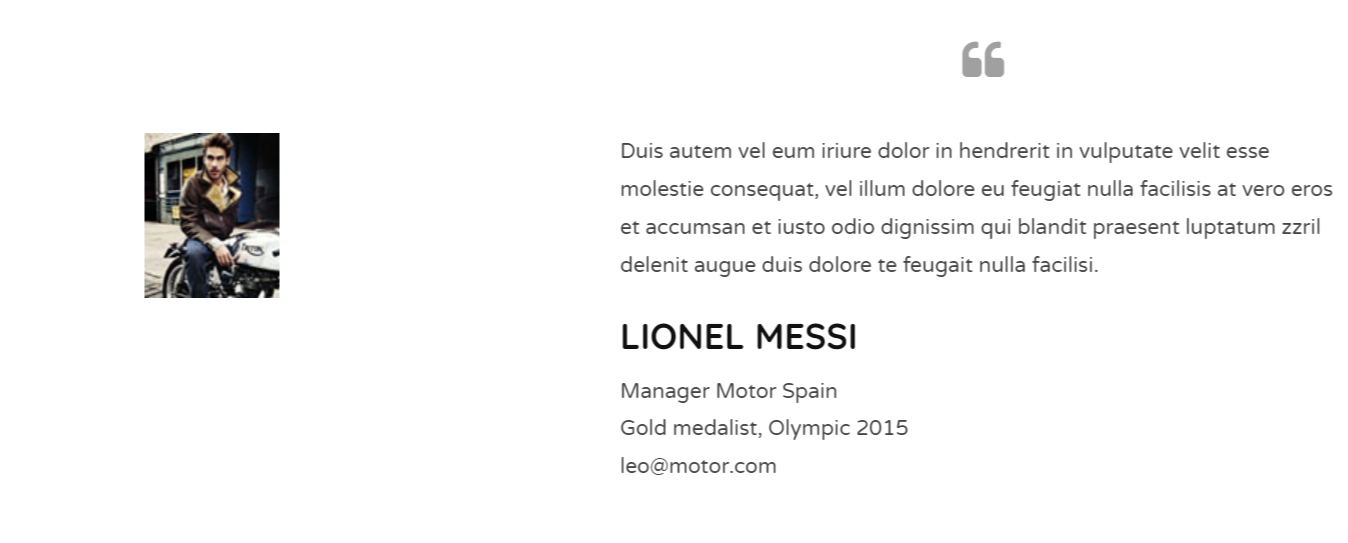 “
Duis autem vel eum iriure dolor in hendrerit in vulputate velit esse
molestie consequat, vel illum dolore eu feugiat nulla facilisis at vero eros
et accumsan et iusto odio dignissim qui blandit praesent luptatum zzril
delenit augue duis dolore te feugait nulla facilisi.
LIONEL MESSI
Manager Motor Spain
Gold medalist, Olympic 2015
leo@motor.com